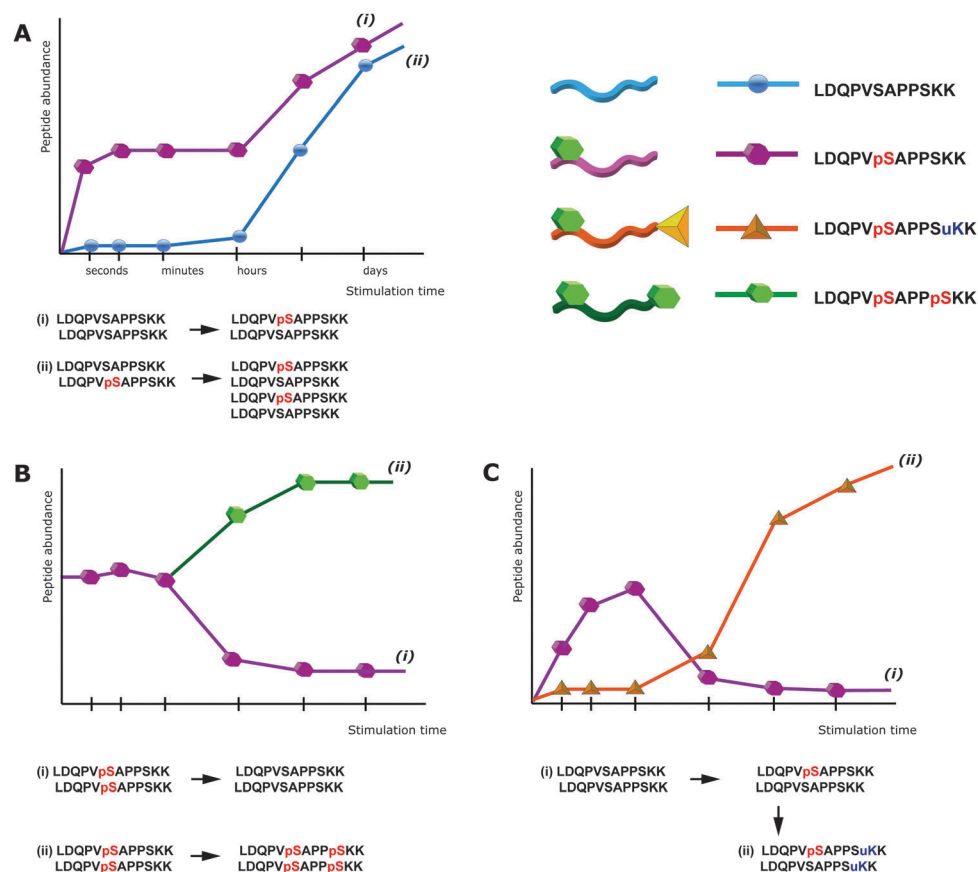 A
Peptide abundance
(i)
(ii)
seconds minutes hours days
Stimulation time
(i) LDQPVSAPPSKK LDQPVpSAPPSKK
LDQPVSAPPSKK LDQPVSAPPSKK
(ii) LDQPVSAPPSKK LDQPVpSAPPSKK
LDQPVpSAPPSKK LDQPVSAPPSKK
LDQPVpSAPPSKK
LDQPVSAPPSKK
LDQPVSAPPSKK
LDQPVpSAPPSKK
LDQPVpSAPPSuKK
LDQPVpSAPPpSKK
B
Peptide abundance
(ii)
(i)
Stimulation time
(i) LDQPVpSAPPSKK LDQPVSAPPSKK
LDQPVpSAPPSKK LDQPVSAPPSKK
(ii) LDQPVpSAPPSKK LDQPVpSAPPpSKK
LDQPVpSAPPSKK LDQPVpSAPPpSKK
C
Peptide abundance
(ii)
(i)
Stimulation time
(i) LDQPVSAPPSKK LDQPVpSAPPSKK
LDQPVSAPPSKK LDQPVSAPPSKK
(ii) LDQPVpSAPPSuKK
LDQPVSAPPSuKK